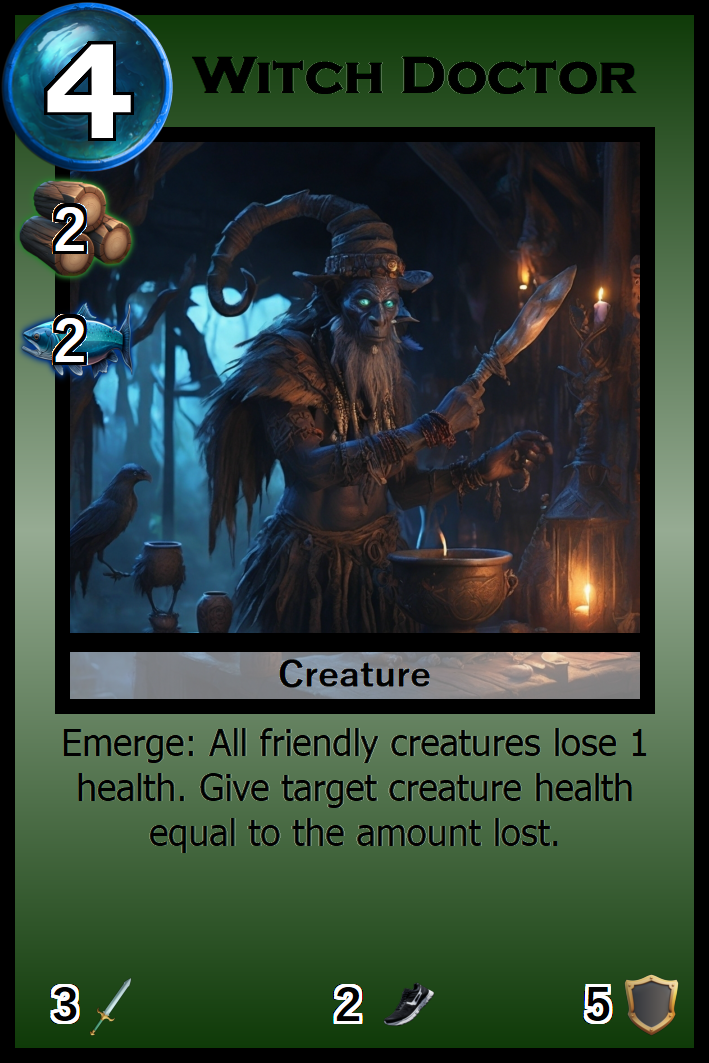 4
Witch Doctor
2
2
Creature
Emerge: All friendly creatures lose 1
health. Give target creature health
equal to the amount lost.
3
2
5